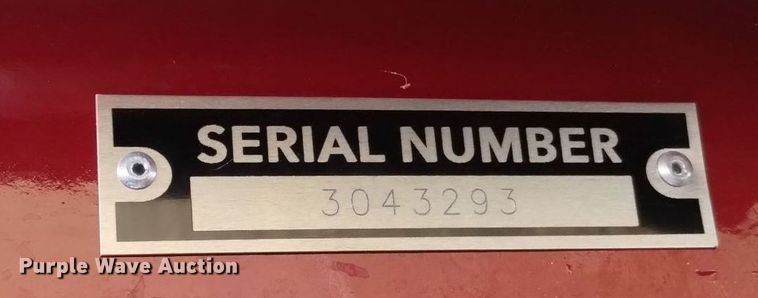 SERIAL NUMBER
3043293
Purple Wave Auction